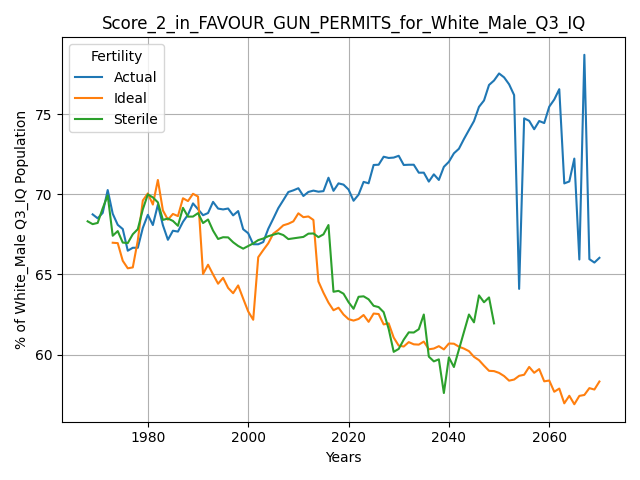 Score_2_in_FAVOUR_GUN_PERMITS_for_White_Male_Q3_IQ
Fertility
Actual
Ideal
Sterile
% of White_Male Q3_IQ Population
75
70
65
60
1980
2000
2020
2040
2060
Years